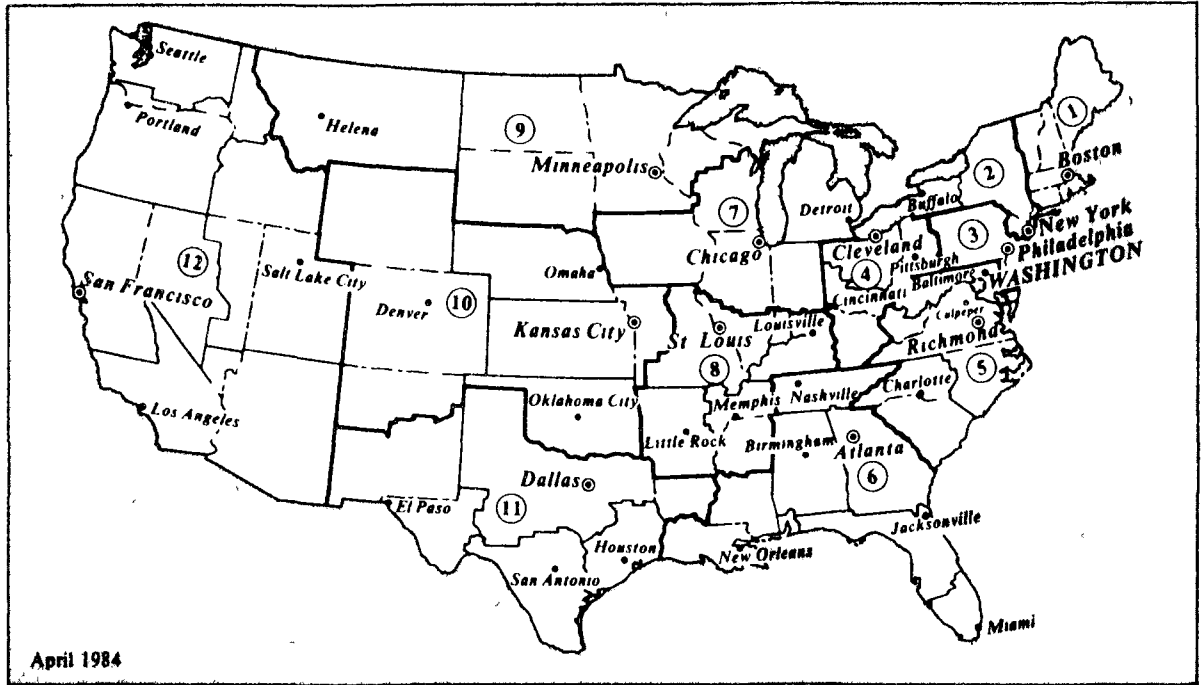 Seattle
Portland
Helena
9
Minneapolis
1
Boston
2
Buffalo
New York
3
Philadelphia
WASHINGTON
7
Detroit
Chicago
Cleveland
4
Pittsburgh
Baltimore
Cincinnati
12
San Francisco
Salt Lake City
Omaha
Denver
10
Kansas City
St Louis
8
Louisville
Culpeper
Richmond
5
Los Angeles
Oklahoma City
Memphis
Nashville
Charlotte
Little Rock
Birmingham
Atlanta
6
Dallas
11
El Paso
Houston
San Antonio
New Orleans
Jacksonville
Miami
April 1984